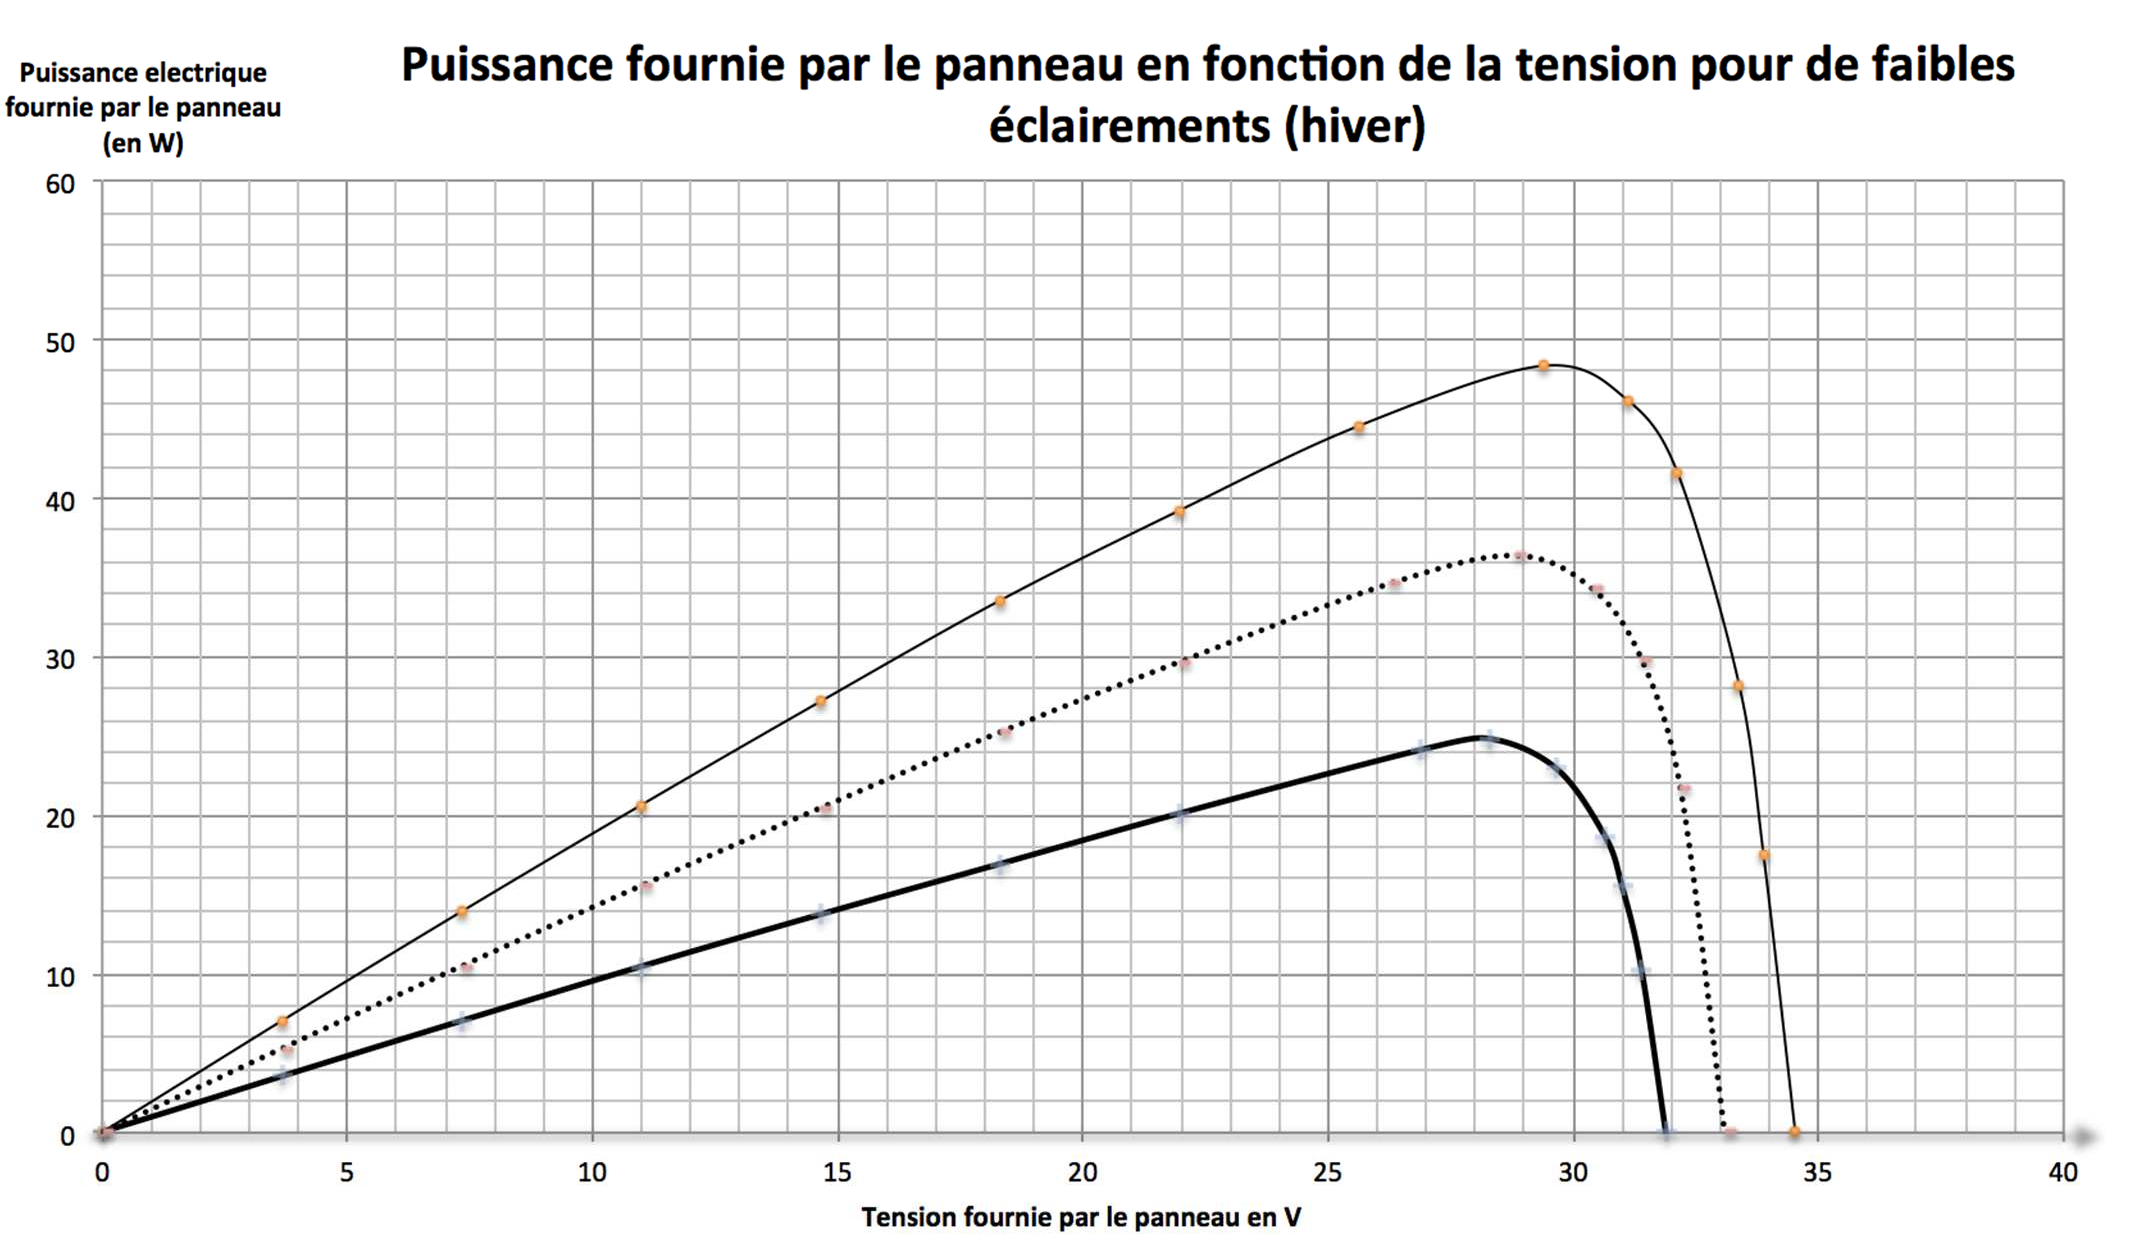 Puissance electrique
fournie par le panneau
(en W)
Puissance fournie par le panneau en fonction de la tension pour de faibles
éclairements (hiver)
60
50
40
30
20
10
0
0 5 10 15 20 25 30 35 40
Tension fournie par le panneau en V